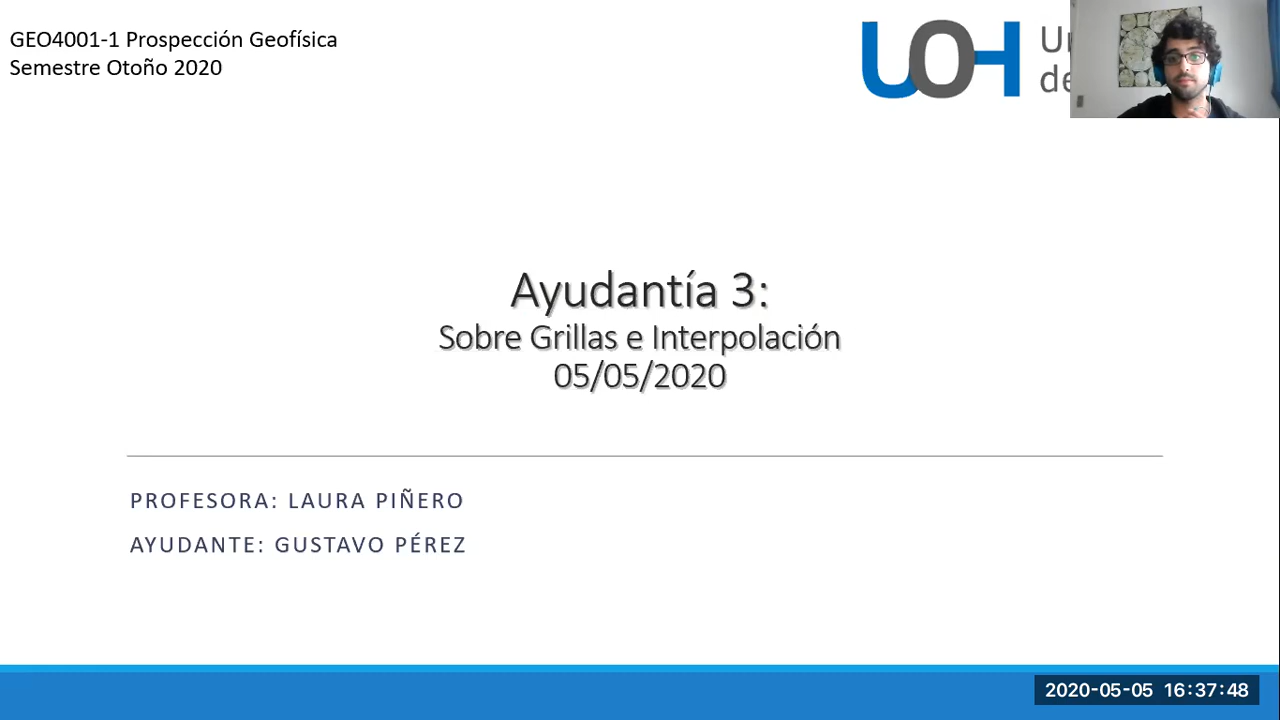 GEO4001-1 Prospección Geofísica
Semestre Otoño 2020
UOH
Ayudantía 3:
Sobre Grillas e Interpolación
05/05/2020
PROFESORA: LAURA PIÑERO
AYUDANTE: GUSTAVO PÉREZ
2020-05-05 16:37:48